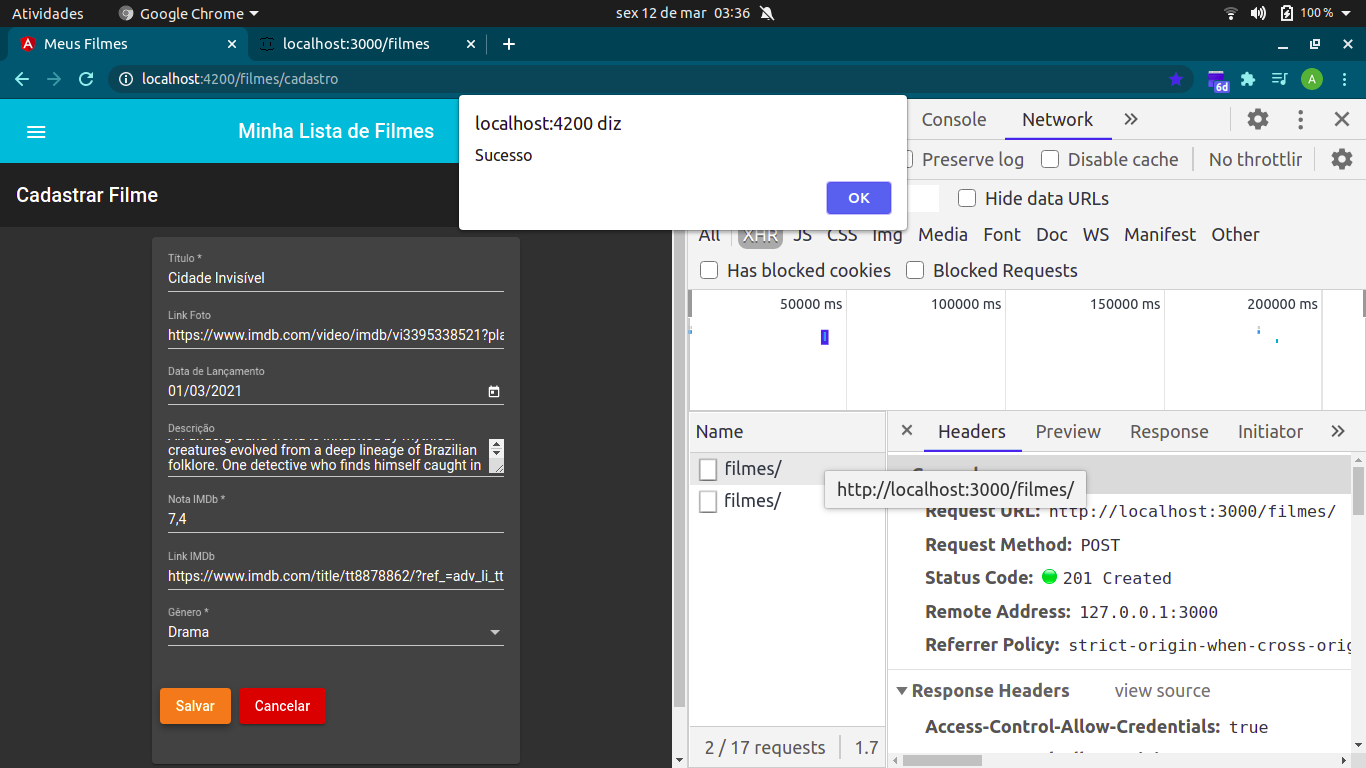 Atividades
Google Chrome
sex 12 de mar 03:36
100 %
Meus Filmes
localhost:3000/filmes
localhost:4200/filmes/cadastro
6d
A
Minha Lista de Filmes
Cadastrar Filme
localhost:4200 diz
Sucesso
OK
Título *
Cidade Invisível
Link Foto
https://www.imdb.com/video/imdb/vi3395338521?pla
Data de Lançamento
01/03/2021
Descrição
An underground world is inhabited by mythical
creatures evolved from a deep lineage of Brazilian
folklore. One detective who finds himself caught in
Nota IMDb *
7,4
Link IMDb
https://www.imdb.com/title/tt8878862/?ref_=adv_li_tt
Gênero *
Drama
Salvar
Cancelar
Console
Network
Preserve log
Disable cache
No throttlir
Hide data URLs
All
XHR
JS
CSS
Img
Media
Font
Doc
WS
Manifest
Other
Has blocked cookies
Blocked Requests
50000 ms
100000 ms
150000 ms
200000 ms
Name
filmes/
filmes/
2 / 17 requests
1.7
Headers
Preview
Response
Initiator
http://localhost:3000/filmes/
Request URL: http://localhost:3000/filmes/
Request Method: POST
Status Code: 201 Created
Remote Address: 127.0.0.1:3000
Referrer Policy: strict-origin-when-cross-orig
Response Headers
view source
Access-Control-Allow-Credentials: true